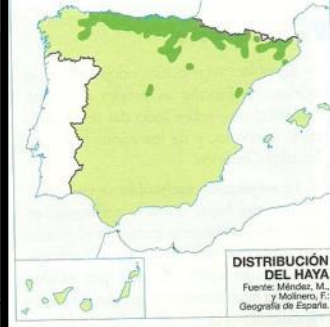 DISTRIBUCIÓN
DEL HAYA
Fuente: Méndez, M.,
y Molinero, F.:
Geografía de España.